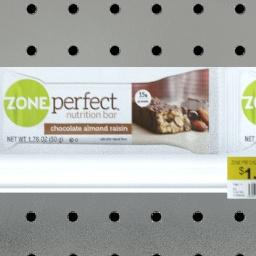 ZONE perfect.
nutrition bar
chocolate almond raisin
NET WT 1.76 OZ (50 g)
15g
$1.